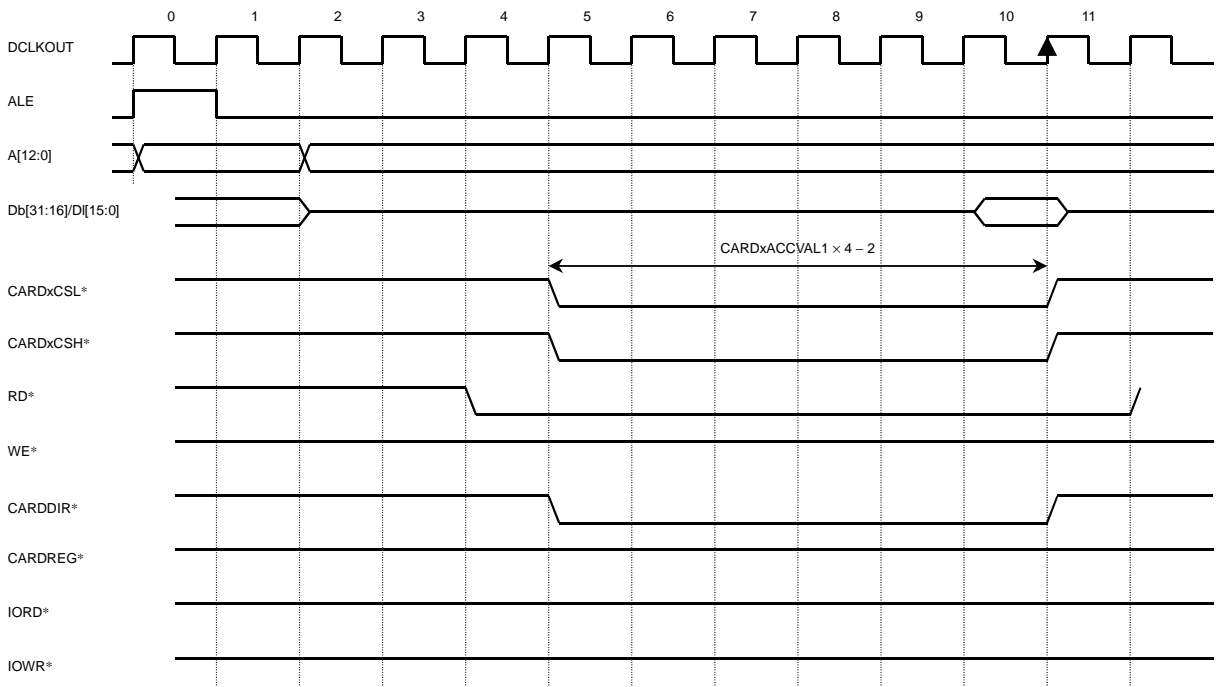 0 1 2 3 4 5 6 7 8 9 10 11
DCLKOUT
ALE
A[12:0]
Db[31:16]/Dl[15:0]
CARDxACCVAL1 × 4 – 2
CARDxCSL*
CARDxCSH*
RD*
WE*
CARDDIR*
CARDREG*
IORD*
IOWR*